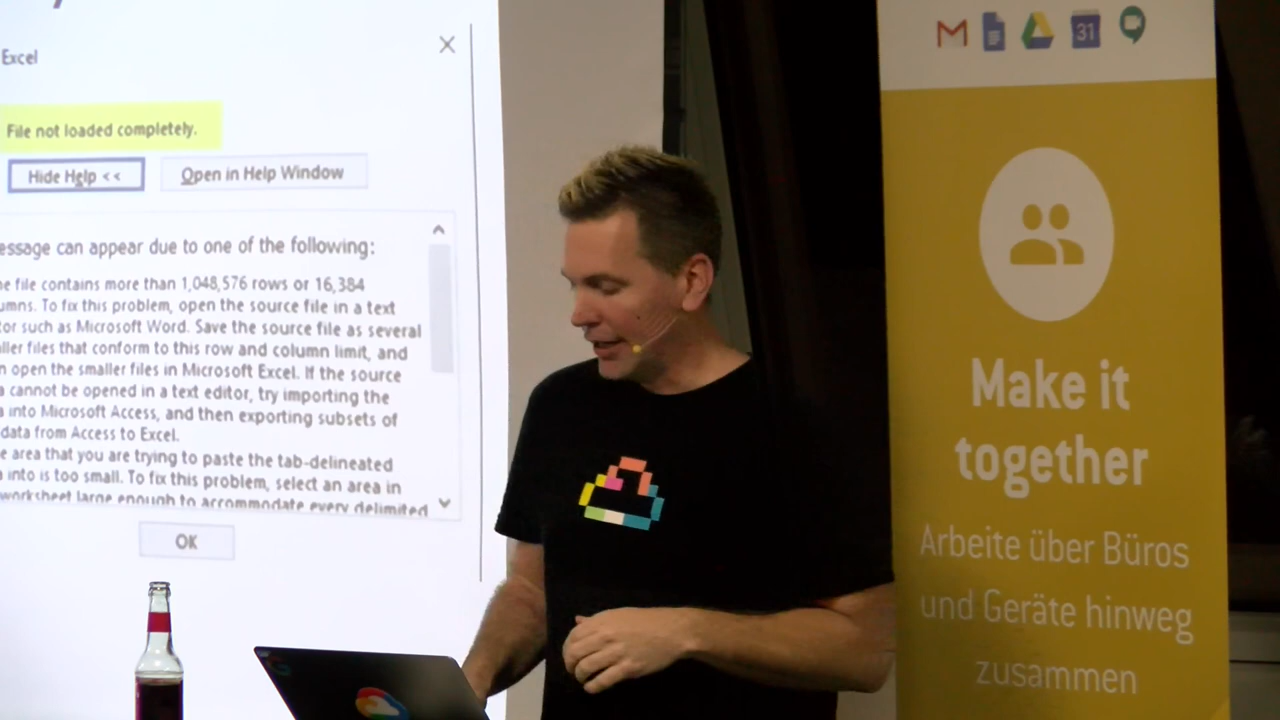 Excel
File not loaded completely.
Hide Help <<
Open in Help Window
essage can appear due to one of the following:
e file contains more than 1,048,576 rows or 16,384
umns. To fix this problem, open the source file in a text
tor such as Microsoft Word. Save the source file as several
ller files that conform to this row and column limit, and
n open the smaller files in Microsoft Excel. If the source
a cannot be opened in a text editor, try importing the
a into Microsoft Access, and then exporting subsets of
data from Access to Excel.
e area that you are trying to paste the tab-delineated
a into is too small. To fix this problem, select an area in
worksheet large enough to accommodate every delimited
OK
31
Make it
together
Arbeite über Büros
und Geräte hinweg
zusammen